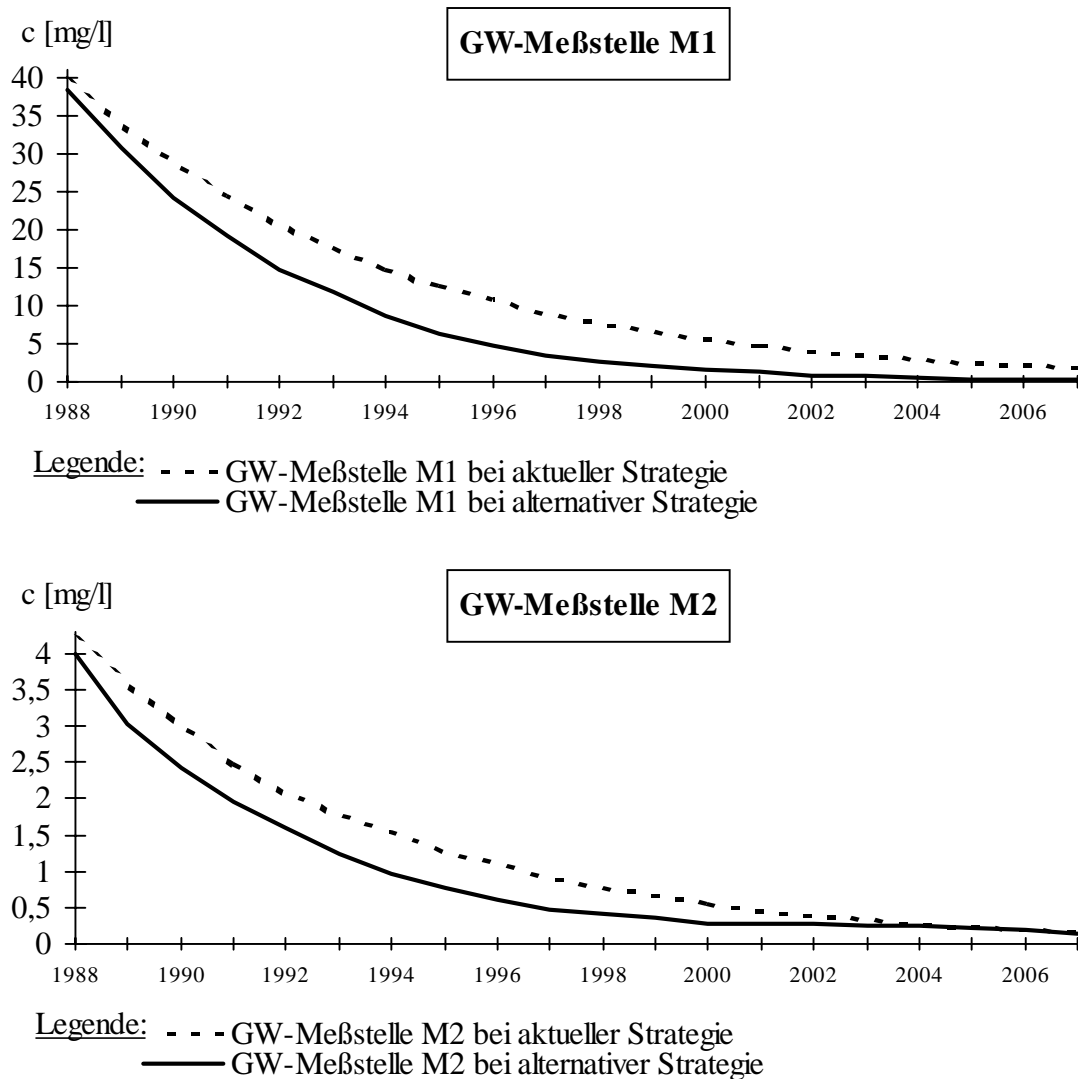 c [mg/l]
GW-Meßstelle M1
40
35
30
25
20
15
10
5
0
1988 1990 1992 1994 1996 1998 2000 2002 2004 2006
Legende: GW-Meßstelle M1 bei aktueller Strategie
GW-Meßstelle M1 bei alternativer Strategie
c [mg/l]
GW-Meßstelle M2
4
3,5
3
2,5
2
1,5
1
0,5
0
1988 1990 1992 1994 1996 1998 2000 2002 2004 2006
Legende: GW-Meßstelle M2 bei aktueller Strategie
GW-Meßstelle M2 bei alternativer Strategie